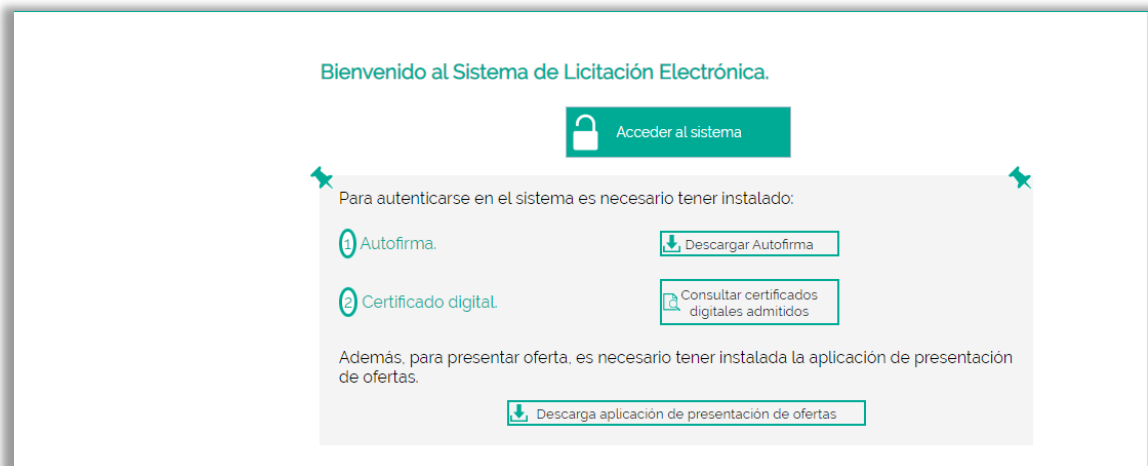 Bienvenido al Sistema de Licitación Electrónica.
Acceder al sistema
Para autenticarse en el sistema es necesario tener instalado:
1 Autofirma.
Descargar Autofirma
2 Certificado digital.
Consultar certificados
digitales admitidos
Además, para presentar oferta, es necesario tener instalada la aplicación de presentación
de ofertas.
Descarga aplicación de presentación de ofertas